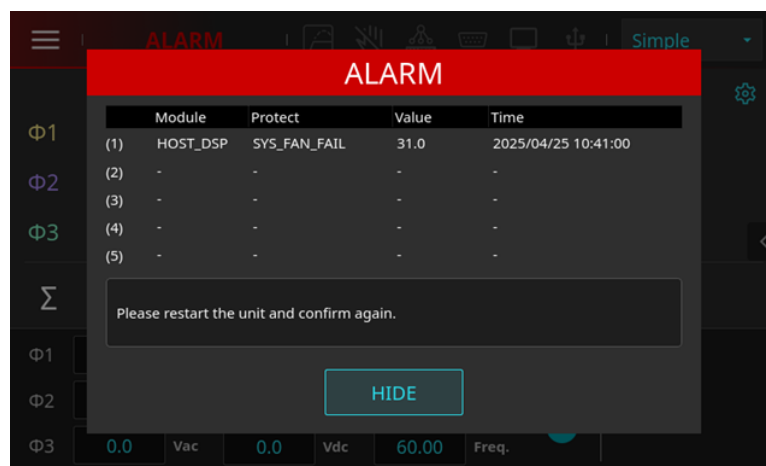 ALARM
Simple
ALARM
Module Protect Value Time
Φ1
(1) HOST_DSP SYS_FAN_FAIL 31.0 2025/04/25 10:41:00
(2) - - - -
Φ2
(3) - - - -
Φ3
(4) - - - -
(5) - - - -
Σ
Please restart the unit and confirm again.
Φ1
HIDE
Φ2
Φ3 0.0 Vac 0.0 Vdc 60.00 Freq.